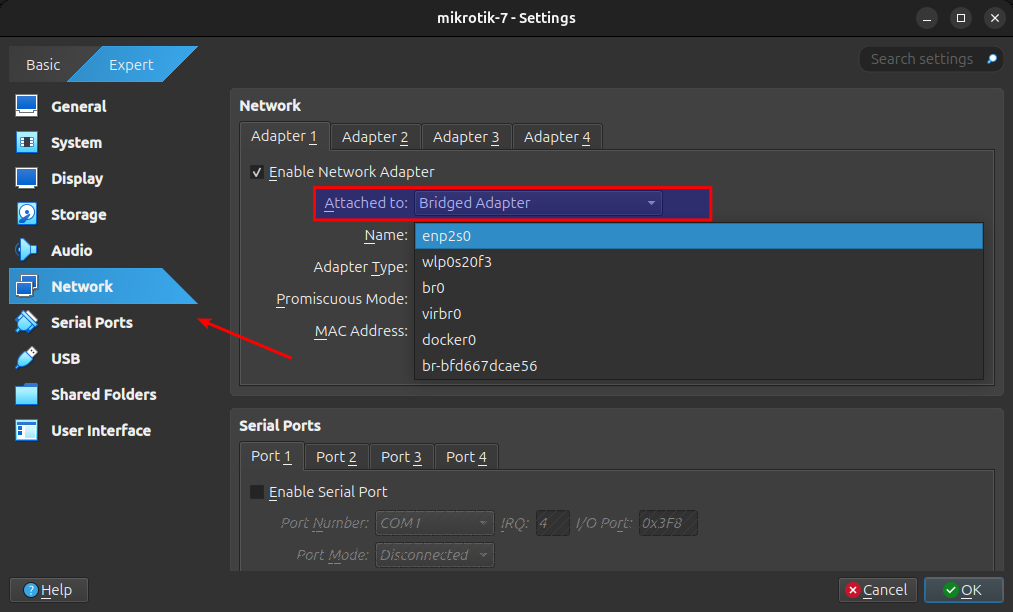 mikrotik-7 - Settings
Basic
Expert
Search settings
General
System
Display
Storage
Audio
Network
Serial Ports
USB
Shared Folders
User Interface
Network
Adapter 1
Adapter 2
Adapter 3
Adapter 4
Enable Network Adapter
Attached to: Bridged Adapter
Name:
enp2s0
wlp0s20f3
Adapter Type:
br0
Promiscuous Mode:
virbr0
MAC Address:
docker0
br-bfd667dcae56
Serial Ports
Port 1
Port 2
Port 3
Port 4
Enable Serial Port
Port Number: COM1 IRQ: 4 I/O Port: 0x3F8
Port Mode: Disconnected
? Help
Cancel
OK